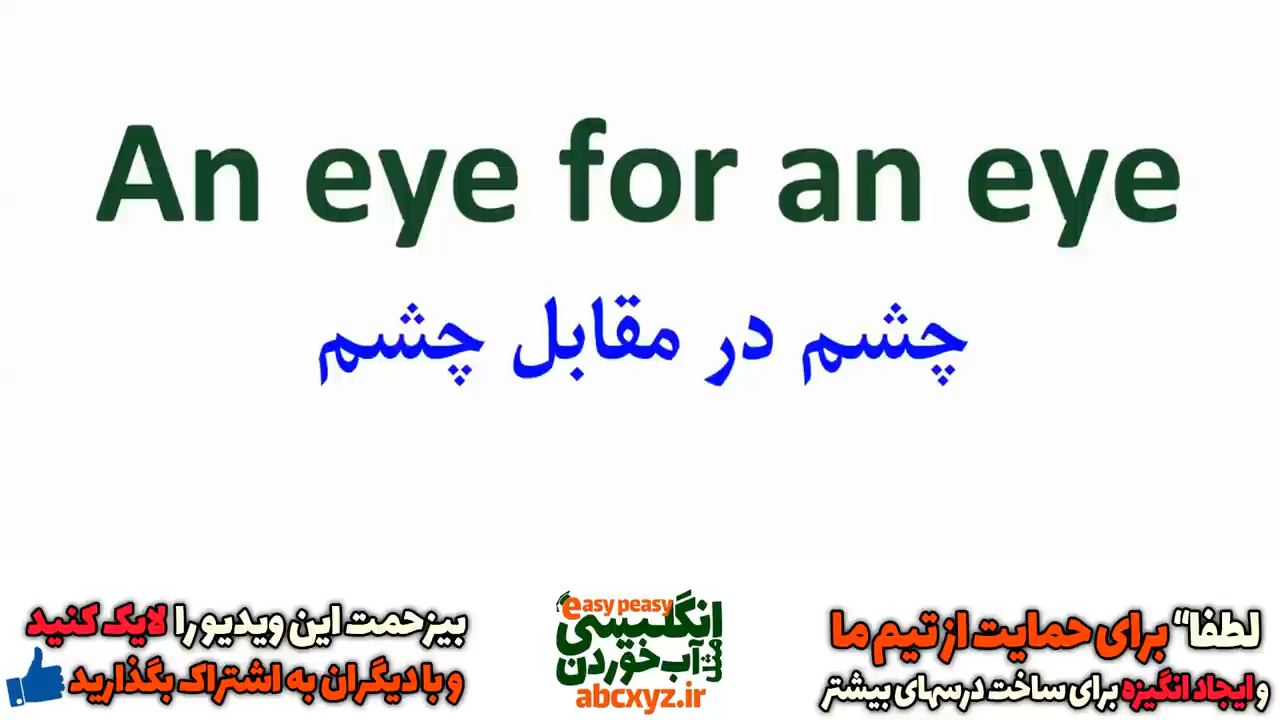 An eye for an eye
چشم در مقابل چشم
لطفا" برای حمایت از تیم ما
و ایجاد انگیزه برای ساخت درسهای بیشتر
easy peasy
انگلیسی
مثل آب خوردن
abcxyz.ir
بیزحمت این ویدیو را لایک کنید
و با دیگران به اشتراک بگذارید